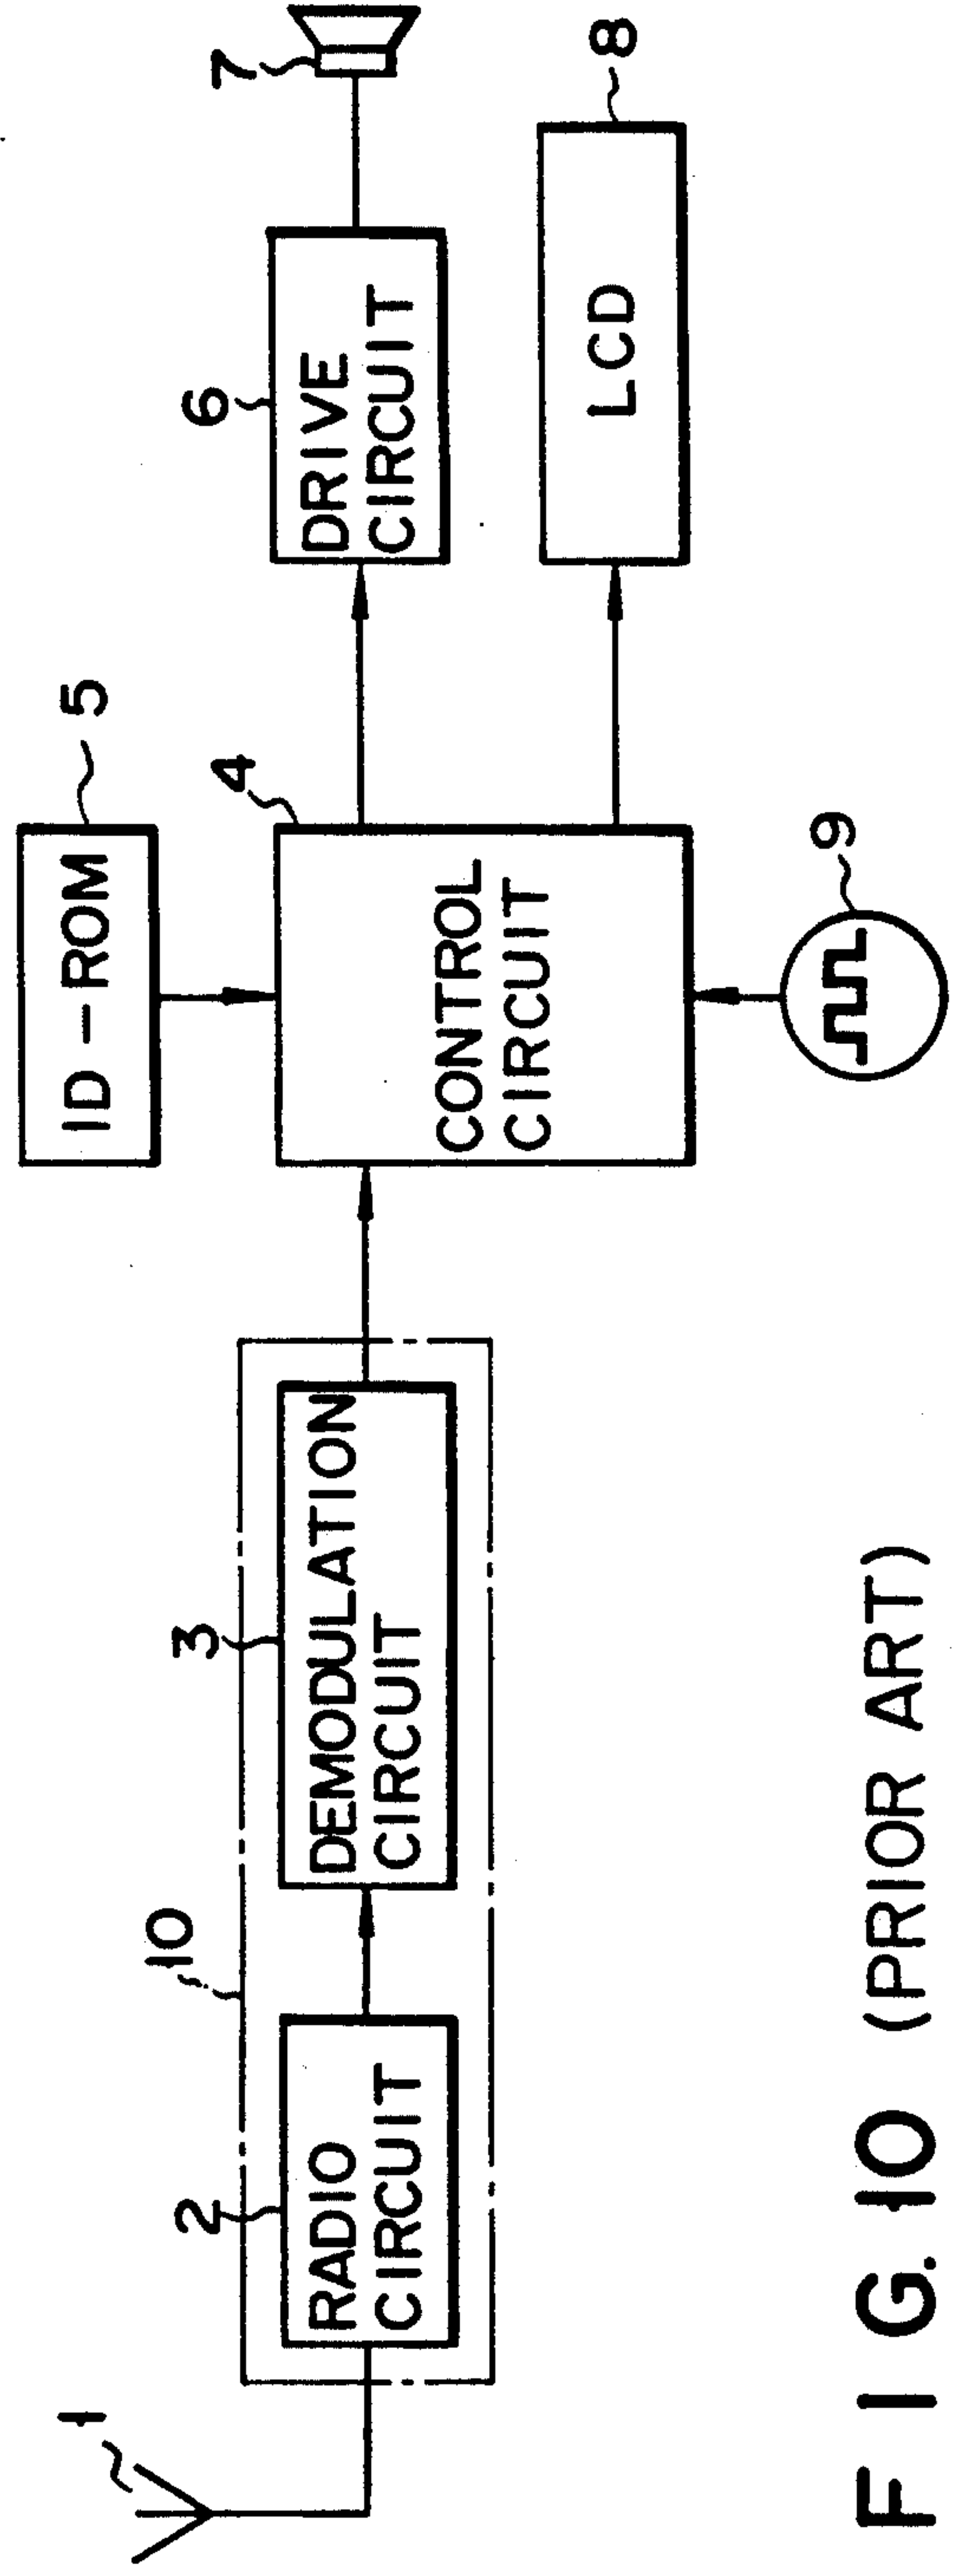 1
10
2
RADIO
CIRCUIT
3
DEMODULATION
CIRCUIT
5
ID-ROM
4
CONTROL
CIRCUIT
9
6
DRIVE
CIRCUIT
7
8
LCD
FIG. 10 (PRIOR ART)